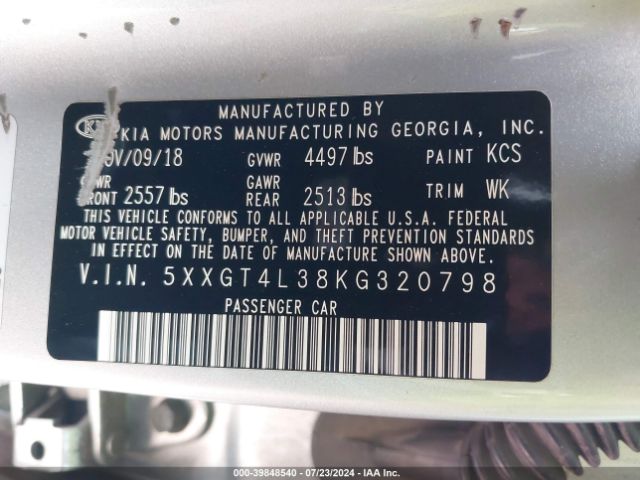 MANUFACTURED BY
KIA MOTORS MANUFACTURING GEORGIA, INC.
/09/18 GVWR 4497 lbs PAINT KCS
2557 lbs GAWR REAR 2513 lbs TRIM WK
THIS VEHICLE CONFORMS TO ALL APPLICABLE U.S.A. FEDERAL
MOTOR VEHICLE SAFETY, BUMPER, AND THEFT PREVENTION STANDARDS
IN EFFECT ON THE DATE OF MANUFACTURE SHOWN ABOVE.
V.I.N. 5XXGT4L38KG320798
PASSENGER CAR
000-39848540 - 07/23/2024 - IAA Inc.